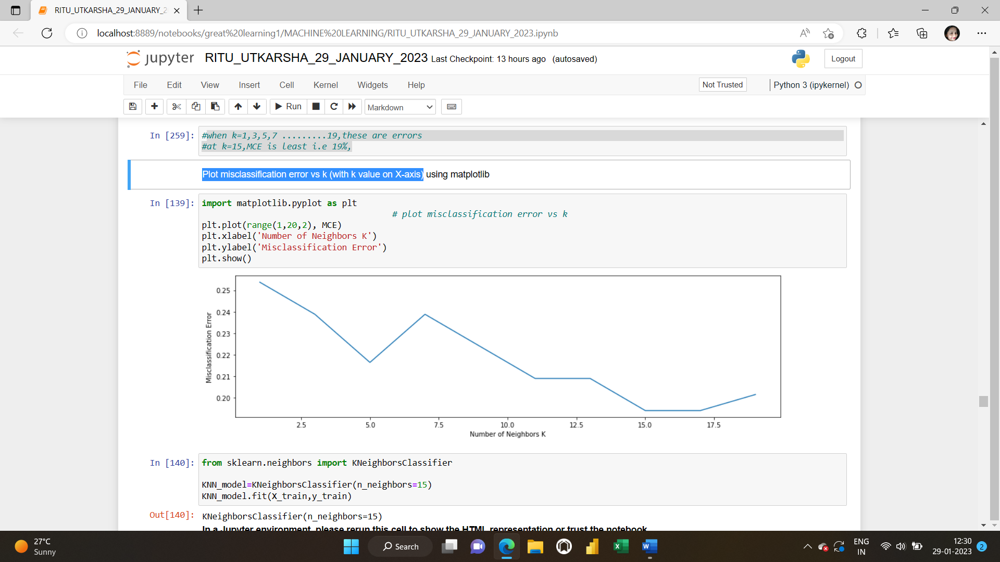 RITU_UTKARSHA_29_JANUARY_2
localhost:8889/notebooks/great%20learning1/MACHINE%20LEARNING/RITU_UTKARSHA_29_JANUARY_2023.ipynb
jupyter RITU_UTKARSHA_29_JANUARY_2023 Last Checkpoint: 13 hours ago (autosaved) Logout
File Edit View Insert Cell Kernel Widgets Help Not Trusted Python 3 (ipykernel)
Run Markdown
In [259]: #when k=1,3,5,7 .........19,these are errors
#at k=15,MCE is least i.e 19%,
Plot misclassification error vs k (with k value on X-axis) using matplotlib
In [139]: import matplotlib.pyplot as plt
# plot misclassification error vs k
plt.plot(range(1,20,2), MCE)
plt.xlabel('Number of Neighbors K')
plt.ylabel('Misclassification Error')
plt.show()
Misclassification Error
0.25
0.24
0.23
0.22
0.21
0.20
2.5 5.0 7.5 10.0 12.5 15.0 17.5
Number of Neighbors K
In [140]: from sklearn.neighbors import KNeighborsClassifier
KNN_model=KNeighborsClassifier(n_neighbors=15)
KNN_model.fit(X_train,y_train)
Out[140]: KNeighborsClassifier(n_neighbors=15)
In a Jupyter environment, please rerun this cell to show the HTML representation or trust the notebook
27°C
Sunny
Search
ENG
IN
12:30
29-01-2023
2